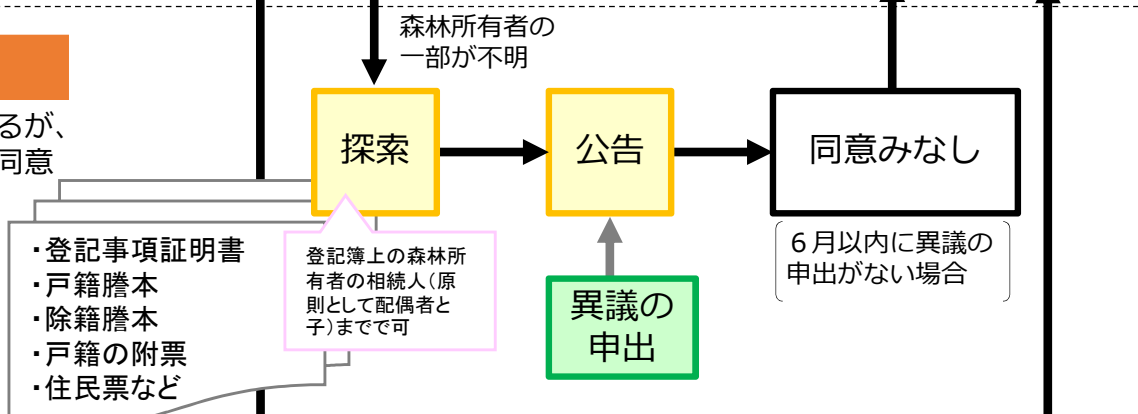 森林所有者の
一部が不明
るが、
同意
探索
公告
同意みなし
６月以内に異議の
申出がない場合
・登記事項証明書
・戸籍謄本
・除籍謄本
・戸籍の附票
・住民票など
登記簿上の森林所
有者の相続人（原
則として配偶者と
子）までで可
異議の
申出